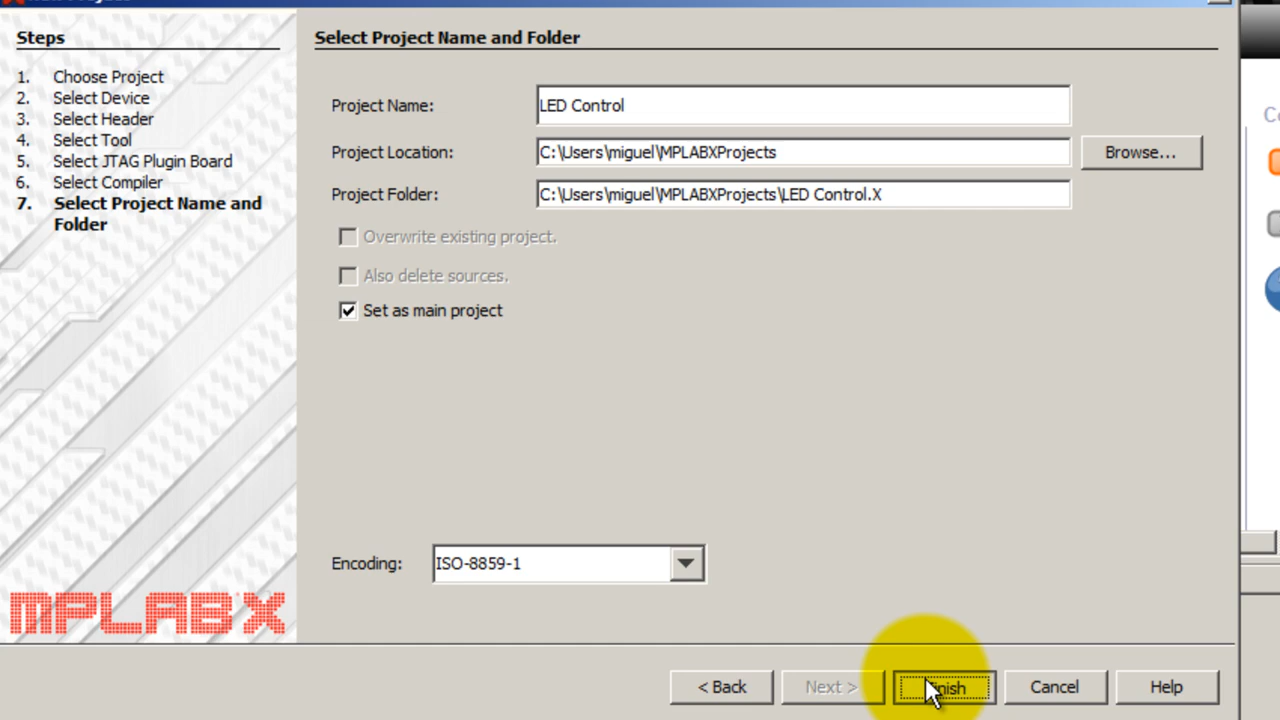 Steps
1. Choose Project
2. Select Device
3. Select Header
4. Select Tool
5. Select JTAG Plugin Board
6. Select Compiler
7. Select Project Name and
Folder
MPLAB X
Select Project Name and Folder
Project Name: LED Control
Project Location: C:\Users\miguel\MPLABXProjects Browse...
Project Folder: C:\Users\miguel\MPLABXProjects\LED Control.X
Overwrite existing project.
Also delete sources.
Set as main project
Encoding: ISO-8859-1
< Back Next > Finish Cancel Help